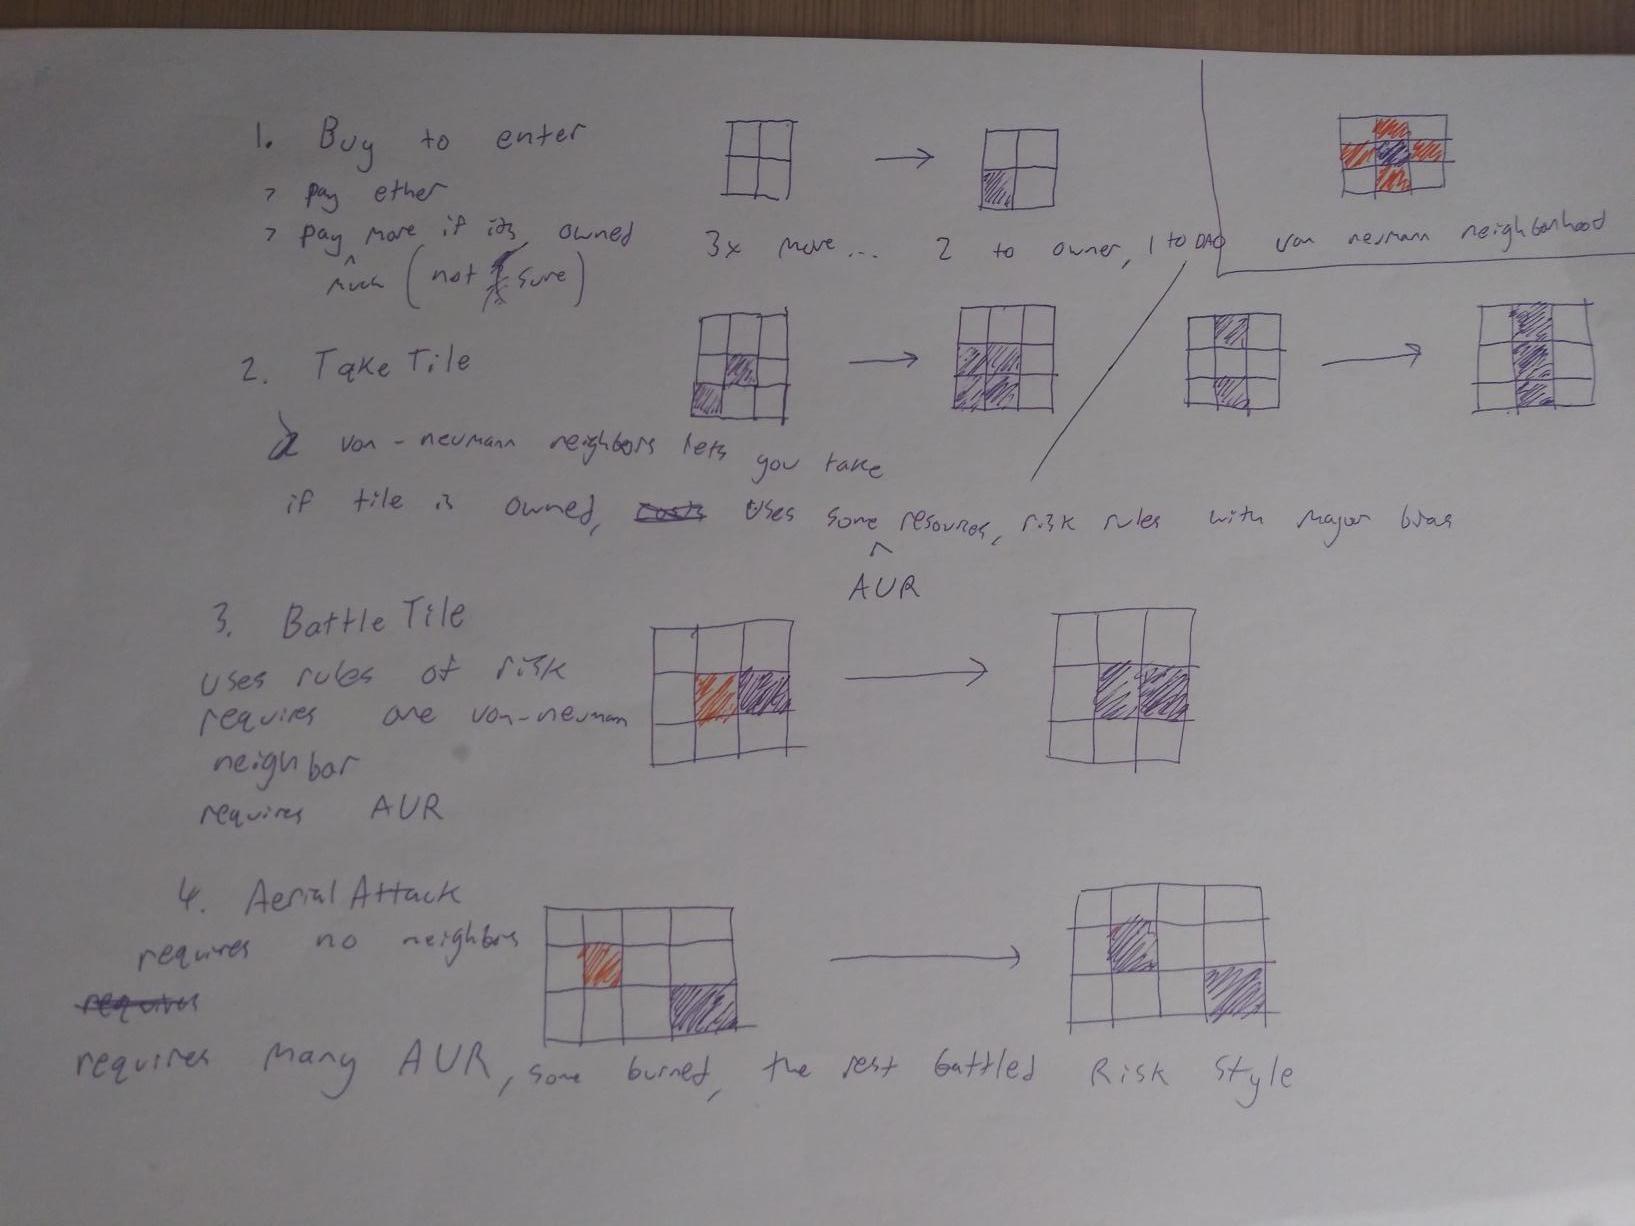 1. Buy to enter
> pay ether
> pay more if its owned
^ much (not sure)
3x more... 2 to owner, 1 to DAO
von neumann neighborhood
2. Take Tile
2 von-neumann neighbors lets you take
if tile is owned, costs uses some resources, risk rules with major bias
^ AUR
3. Battle Tile
uses rules of risk
requires one von-neuman
neighbor
requires AUR
4. Aerial Attack
requires no neighbors
requires
requires many AUR, some burned, the rest battled Risk Style